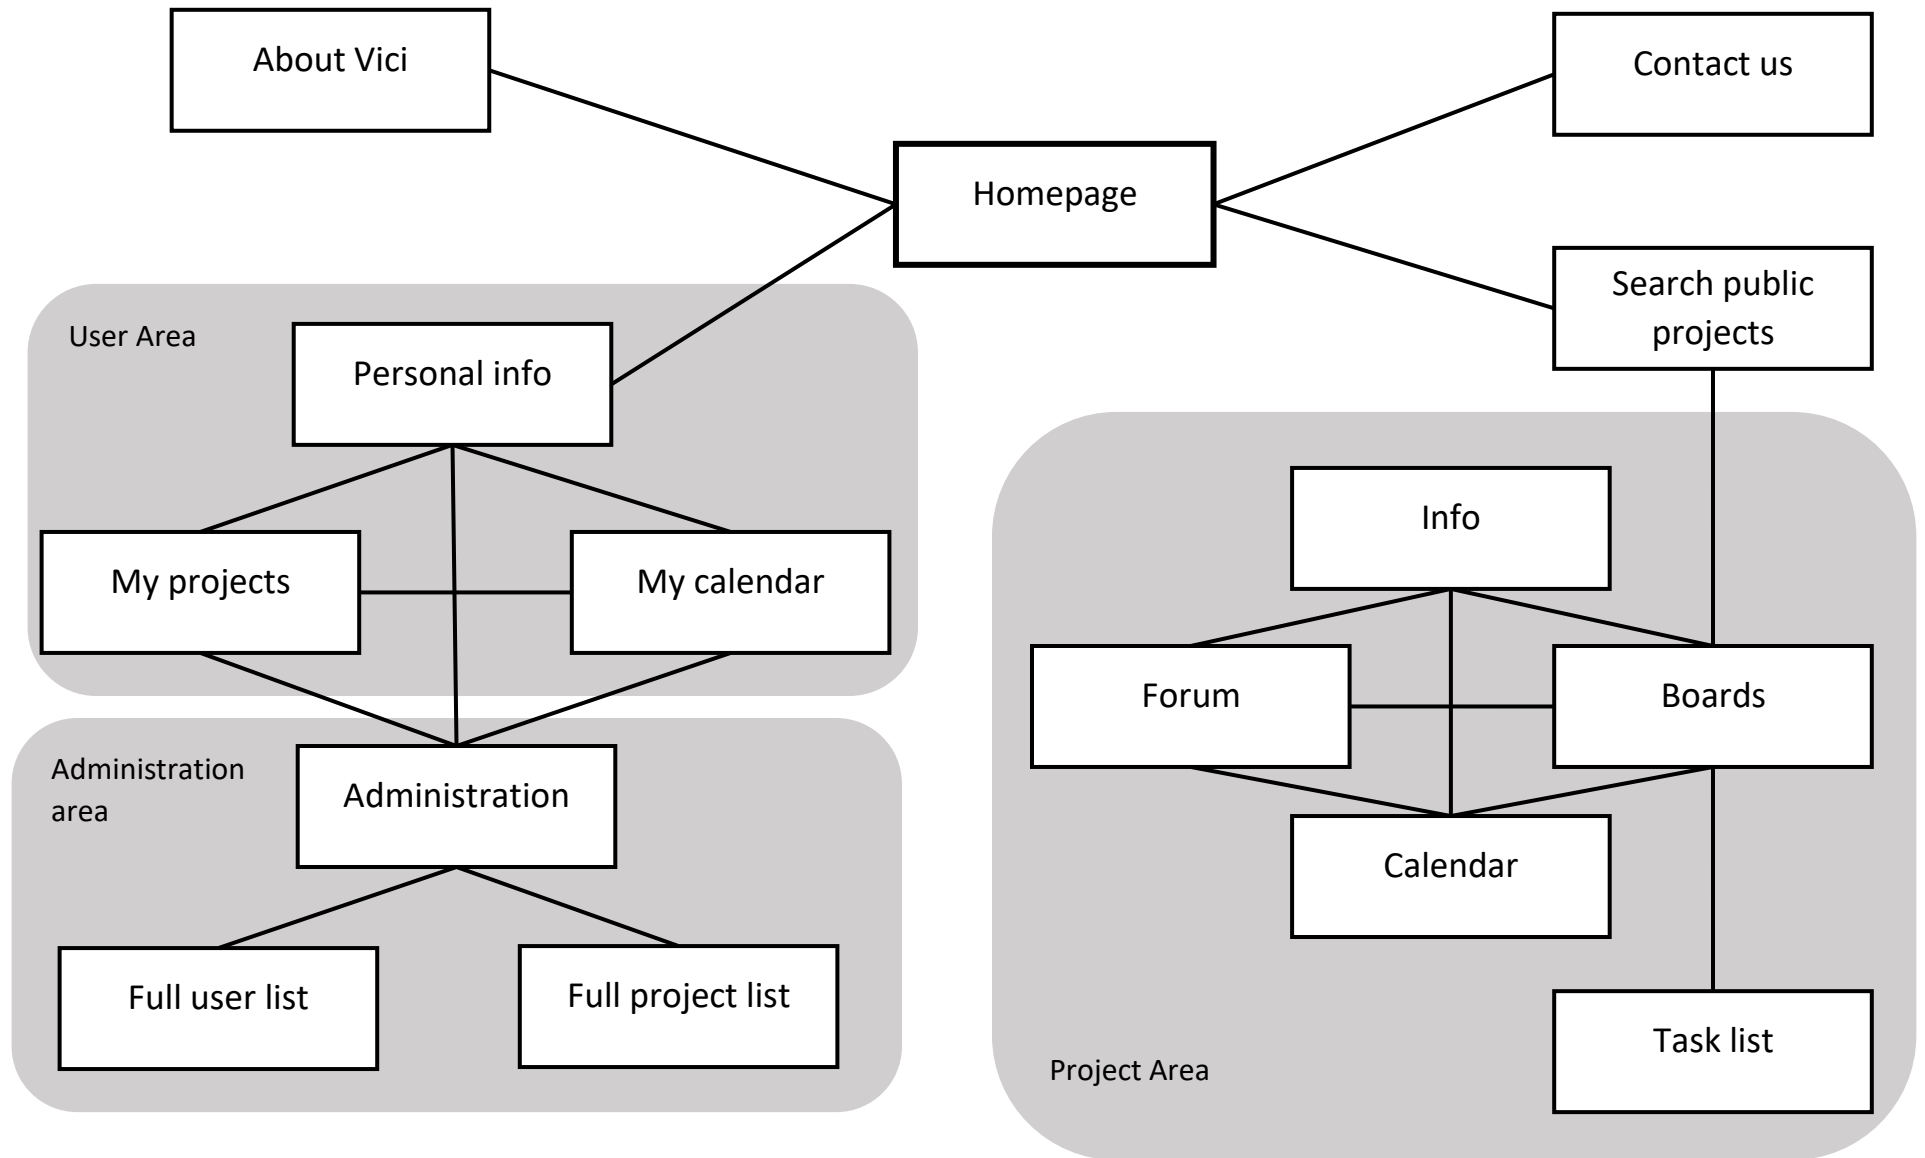 About Vici
Contact us
Homepage
Search public
projects
User Area
Personal info
My projects
My calendar
Administration
area
Administration
Full user list
Full project list
Info
Forum
Boards
Calendar
Task list
Project Area